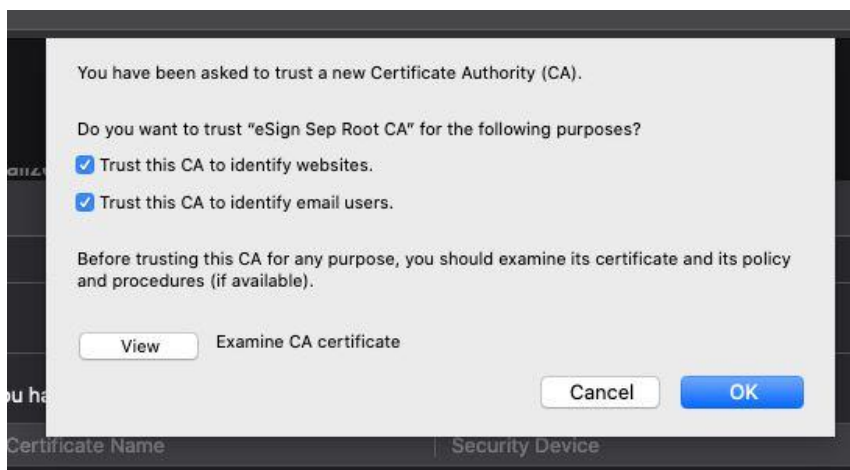 You have been asked to trust a new Certificate Authority (CA).
Do you want to trust “eSign Sep Root CA” for the following purposes?
Trust this CA to identify websites.
Trust this CA to identify email users.
Before trusting this CA for any purpose, you should examine its certificate and its policy
and procedures (if available).
View Examine CA certificate
Cancel OK
ou ha
Certificate Name Security Device